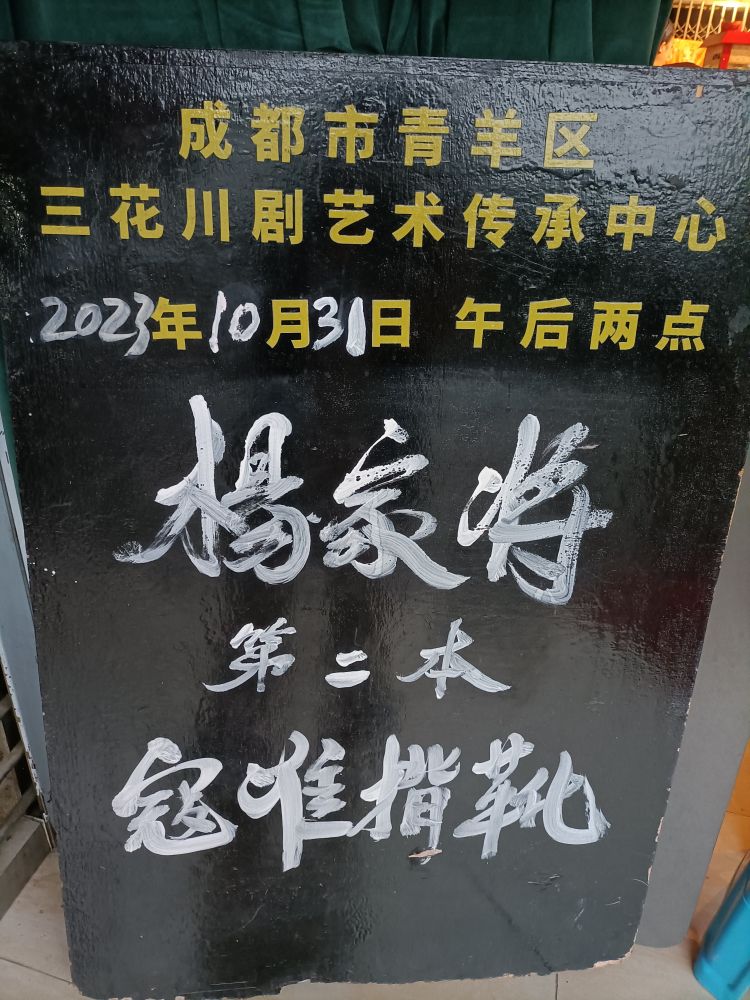 成都市青羊区
三花川剧艺术传承中心
2023年10月31日 午后两点
杨家将
第二本
寇准揹靴